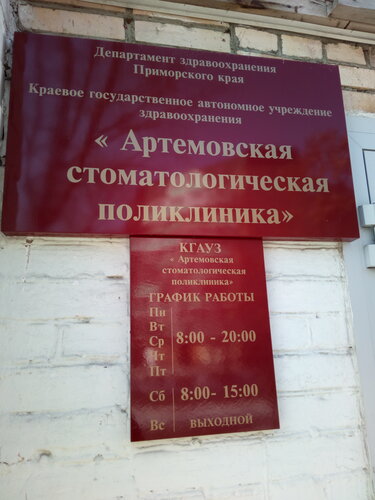 Департамент здравоохранения
Приморского края
Краевое государственное автономное учреждение
здравоохранения
« Артемовская
стоматологическая
поликлиника»
КГАУЗ
« Артемовская
стоматологическая
поликлиника»
ГРАФИК РАБОТЫ
Пн
Вт
Ср 8:00 - 20:00
Чт
Пт
Сб 8:00- 15:00
Вс ВЫХОДНОЙ